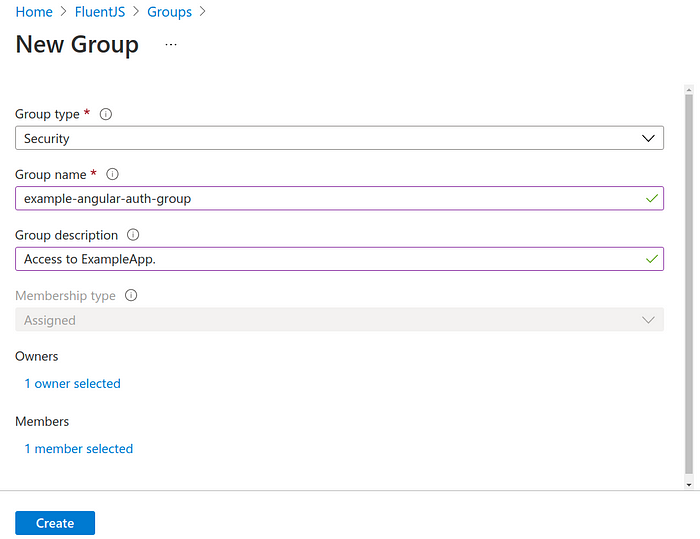 Home > FluentJS > Groups >
New Group ...
Group type *
Security
Group name *
example-angular-auth-group
Group description
Access to ExampleApp.
Membership type
Assigned
Owners
1 owner selected
Members
1 member selected
Create